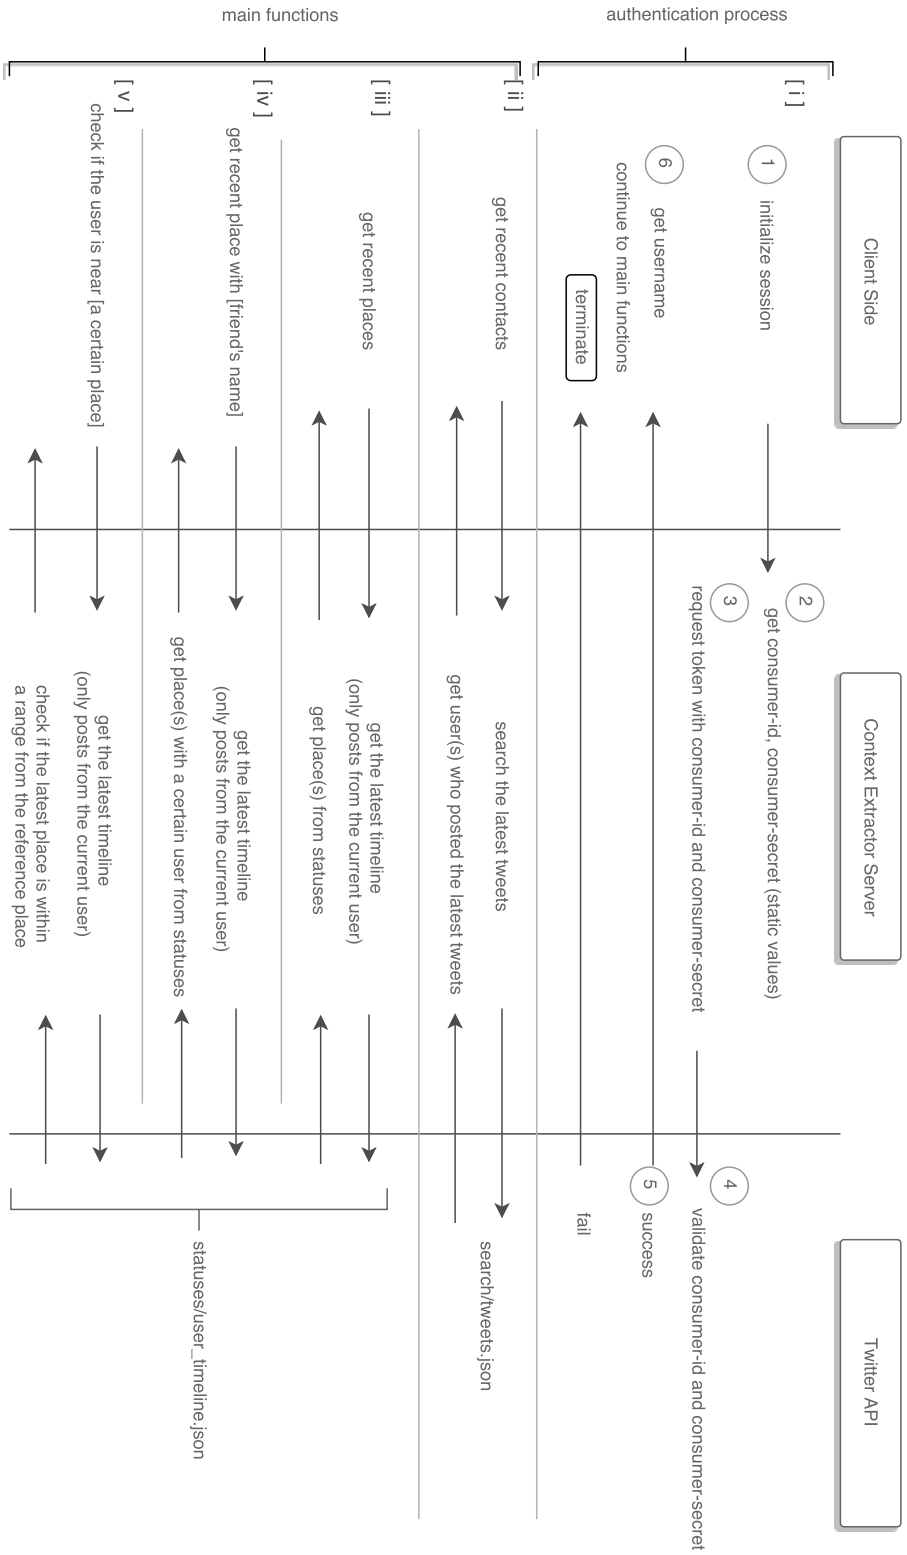 authentication process
main functions
Client Side
Context Extractor Server
Twitter API
[ i ]
1
initialize session
2
get consumer-id, consumer-secret (static values)
3
request token with consumer-id and consumer-secret
4
validate consumer-id and consumer-secret
5
success
6
get username
continue to main functions
terminate
fail
[ ii ]
get recent contacts
search the latest tweets
get user(s) who posted the latest tweets
search/tweets.json
[ iii ]
get recent places
get the latest timeline
(only posts from the current user)
get place(s) from statuses
[ iv ]
get recent place with [friend's name]
get the latest timeline
(only posts from the current user)
get place(s) with a certain user from statuses
statuses/user_timeline.json
[ v ]
check if the user is near [a certain place]
get the latest timeline
(only posts from the current user)
check if the latest place is within
a range from the reference place